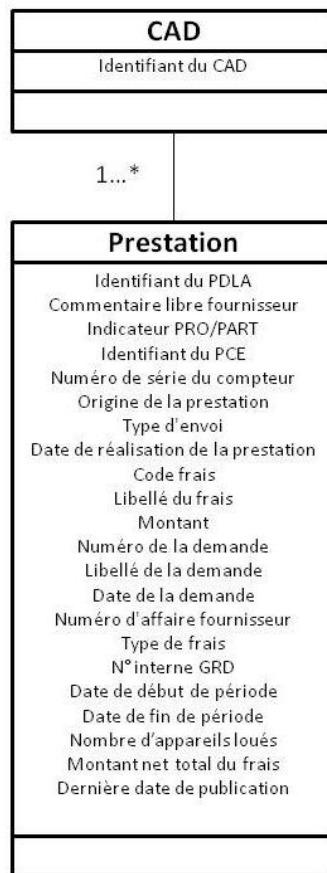 CAD
Identifiant du CAD
1...*
Prestation
Identifiant du PDLA
Commentaire libre fournisseur
Indicateur PRO/PART
Identifiant du PCE
Numéro de série du compteur
Origine de la prestation
Type d'envoi
Date de réalisation de la prestation
Code frais
Libellé du frais
Montant
Numéro de la demande
Libellé de la demande
Date de la demande
Numéro d'affaire fournisseur
Type de frais
N° interne GRD
Date de début de période
Date de fin de période
Nombre d'appareils loués
Montant net total du frais
Dernière date de publication